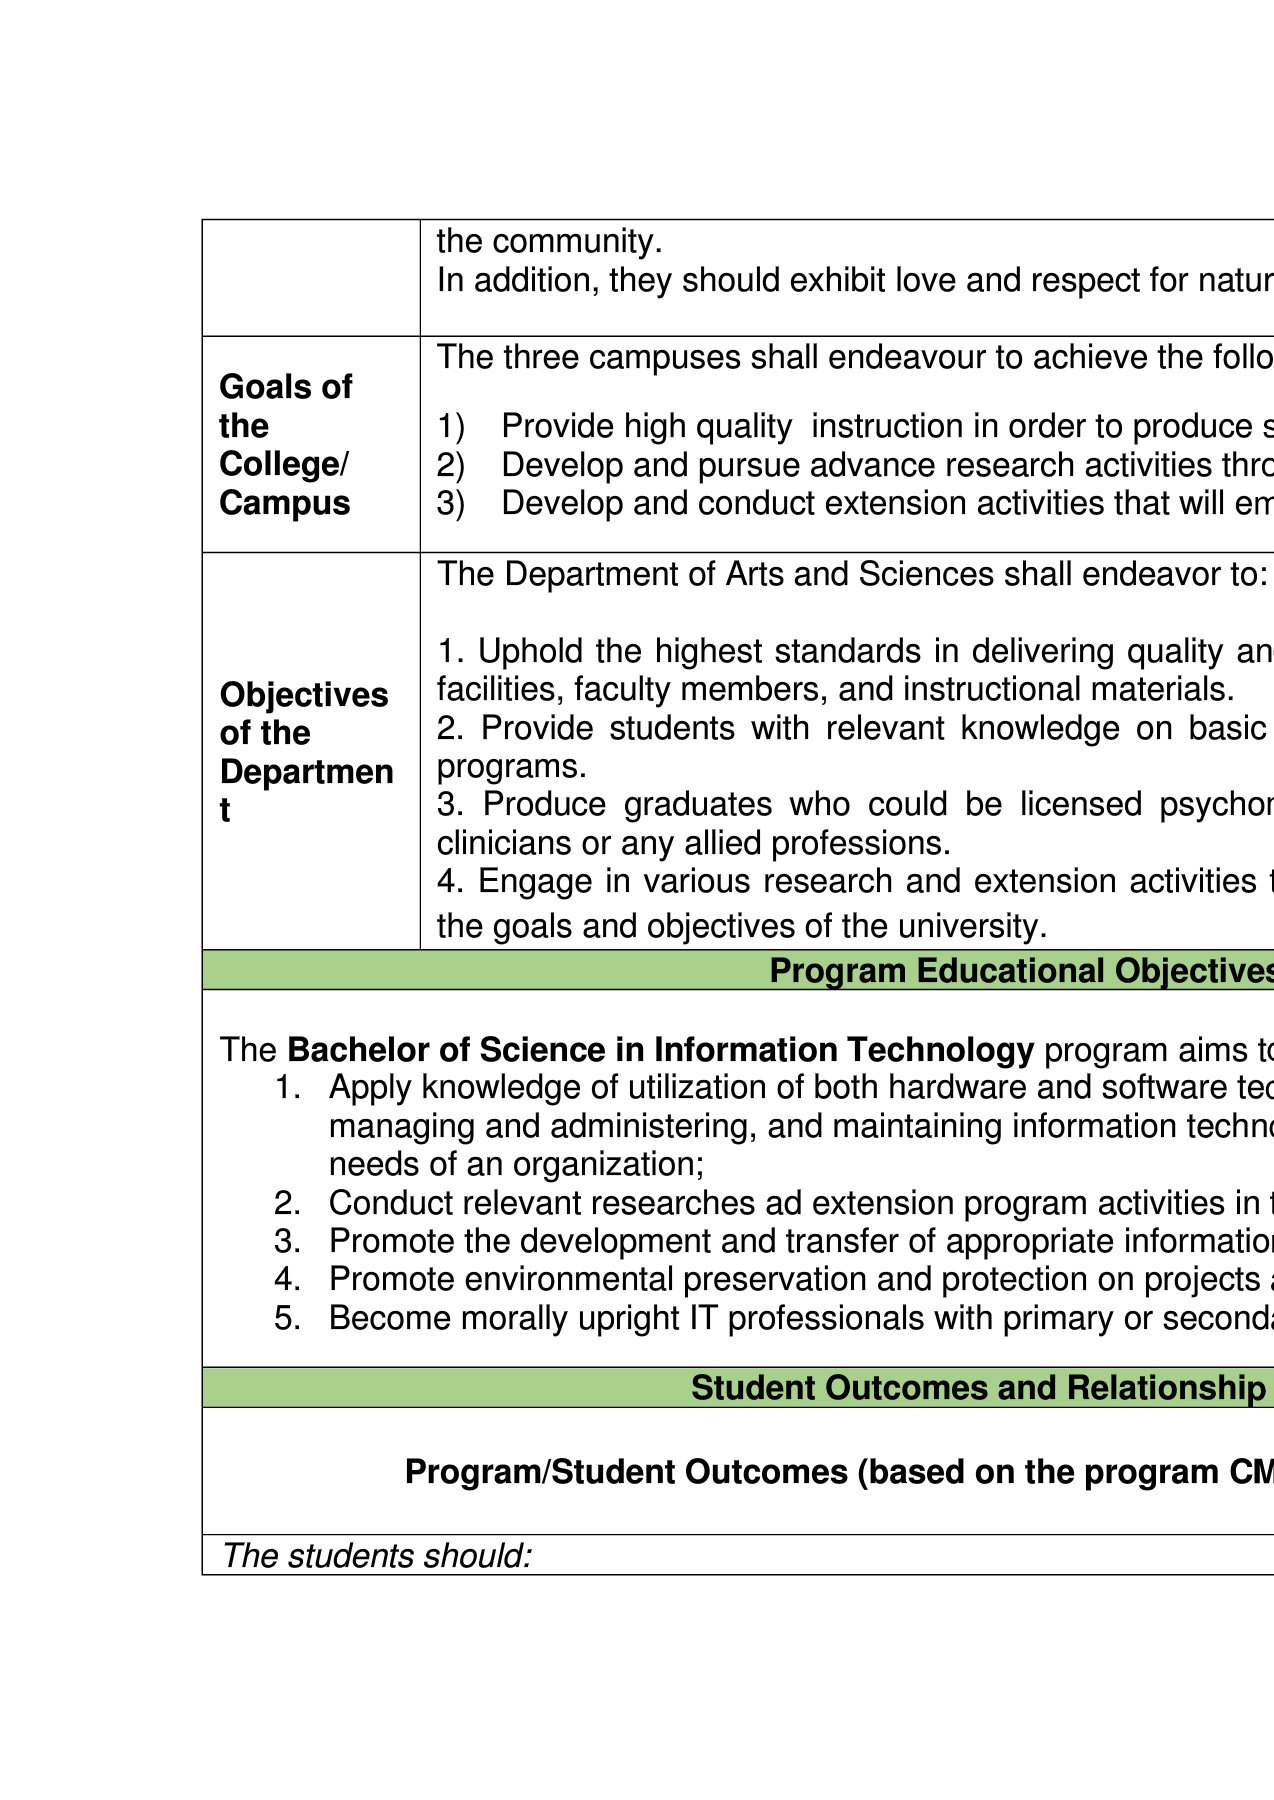 the community.
In addition, they should exhibit love and respect for natur
Goals of
the
College/
Campus
The three campuses shall endeavour to achieve the follo
1) Provide high quality  instruction in order to produce s
2) Develop and pursue advance research activities thro
3) Develop and conduct extension activities that will em
Objectives
of the
Departmen
t
The Department of Arts and Sciences shall endeavor to:
1. Uphold the highest standards in delivering quality an
facilities, faculty members, and instructional materials.
2. Provide students with relevant knowledge on basic
programs.
3. Produce graduates who could be licensed psychor
clinicians or any allied professions.
4. Engage in various research and extension activities t
the goals and objectives of the university.
Program Educational Objectives
The Bachelor of Science in Information Technology program aims to
1. Apply knowledge of utilization of both hardware and software tec
managing and administering, and maintaining information techno
needs of an organization;
2. Conduct relevant researches ad extension program activities in t
3. Promote the development and transfer of appropriate information
4. Promote environmental preservation and protection on projects a
5. Become morally upright IT professionals with primary or seconda
Student Outcomes and Relationship
Program/Student Outcomes (based on the program CM
The students should: